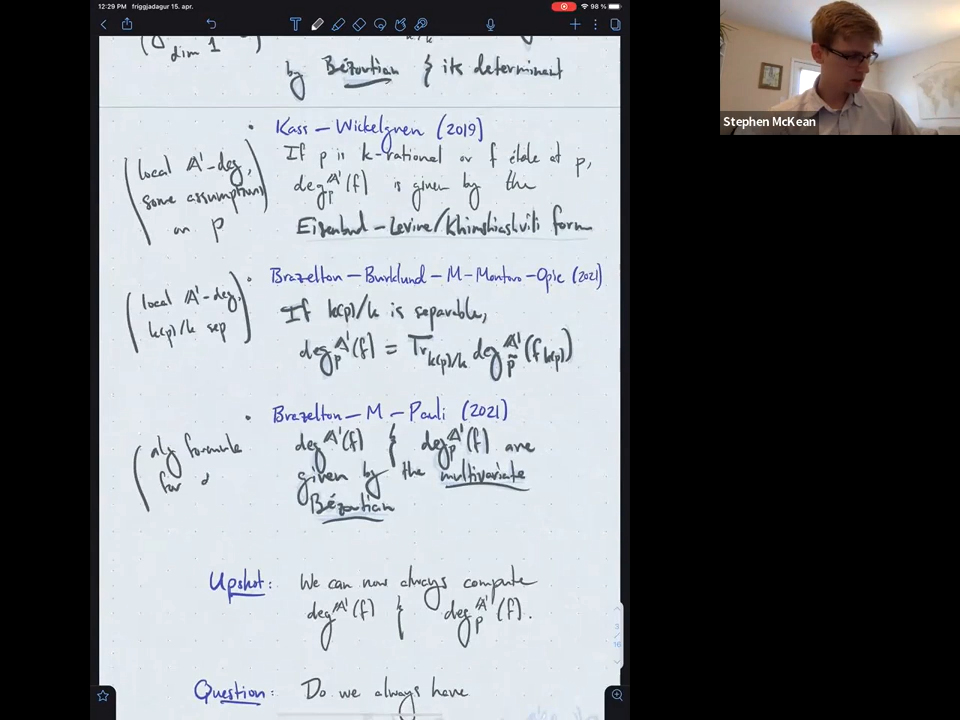 12:29 PM friggjadagur 15. apr.
98 %
dim 1
by Bézoutian & its determinant
• Kass – Wickelgren (2019)
(local A¹-deg, some assumptions on p)
If p is k-rational or f étale at p,
deg_p^A¹(f) is given by the
Eisenbud – Levine/Khimshiashvili form
• Brazelton – Burklund – M – Montoro – Opie (2021)
(local A¹-deg, k(p)/k sep)
If k(p)/k is separable,
deg_p^A¹(f) = Tr_k(p)/k deg_p̃^A¹(f_k(p))
• Brazelton – M – Pauli (2021)
(alg formula for
deg^A¹(f) & deg_p^A¹(f) are
given by the multivariate
Bézoutian
Upshot: We can now always compute
deg^A¹(f) & deg_p^A¹(f).
Question: Do we always have
Stephen McKean